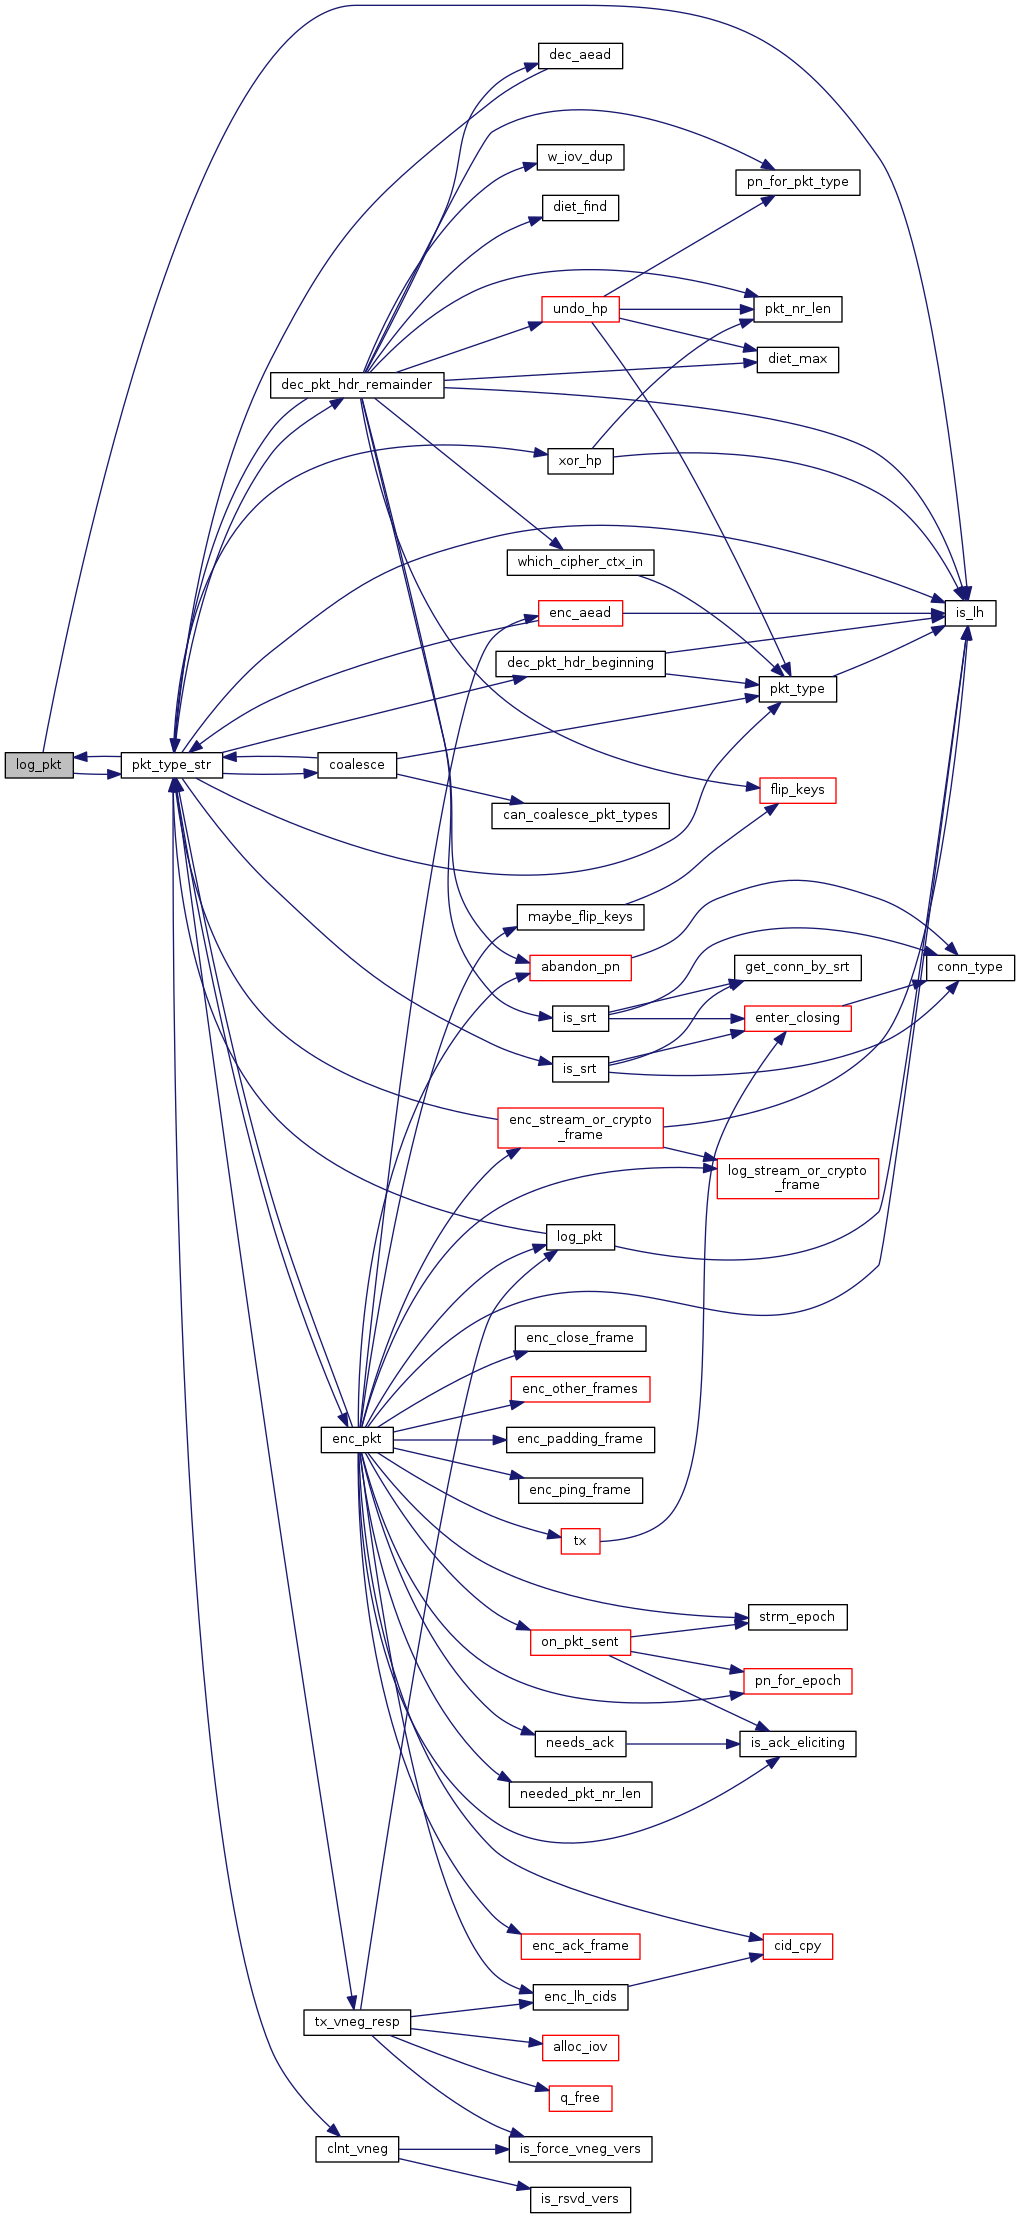 dec_aead
w_iov_dup
pn_for_pkt_type
diet_find
undo_hp
pkt_nr_len
diet_max
dec_pkt_hdr_remainder
xor_hp
which_cipher_ctx_in
enc_aead
is_lh
dec_pkt_hdr_beginning
pkt_type
log_pkt
pkt_type_str
coalesce
flip_keys
can_coalesce_pkt_types
maybe_flip_keys
abandon_pn
get_conn_by_srt
conn_type
is_srt
enter_closing
is_srt
enc_stream_or_crypto
_frame
log_stream_or_crypto
_frame
log_pkt
enc_close_frame
enc_other_frames
enc_pkt
enc_padding_frame
enc_ping_frame
tx
strm_epoch
on_pkt_sent
pn_for_epoch
needs_ack
is_ack_eliciting
needed_pkt_nr_len
enc_ack_frame
cid_cpy
enc_lh_cids
tx_vneg_resp
alloc_iov
q_free
clnt_vneg
is_force_vneg_vers
is_rsvd_vers